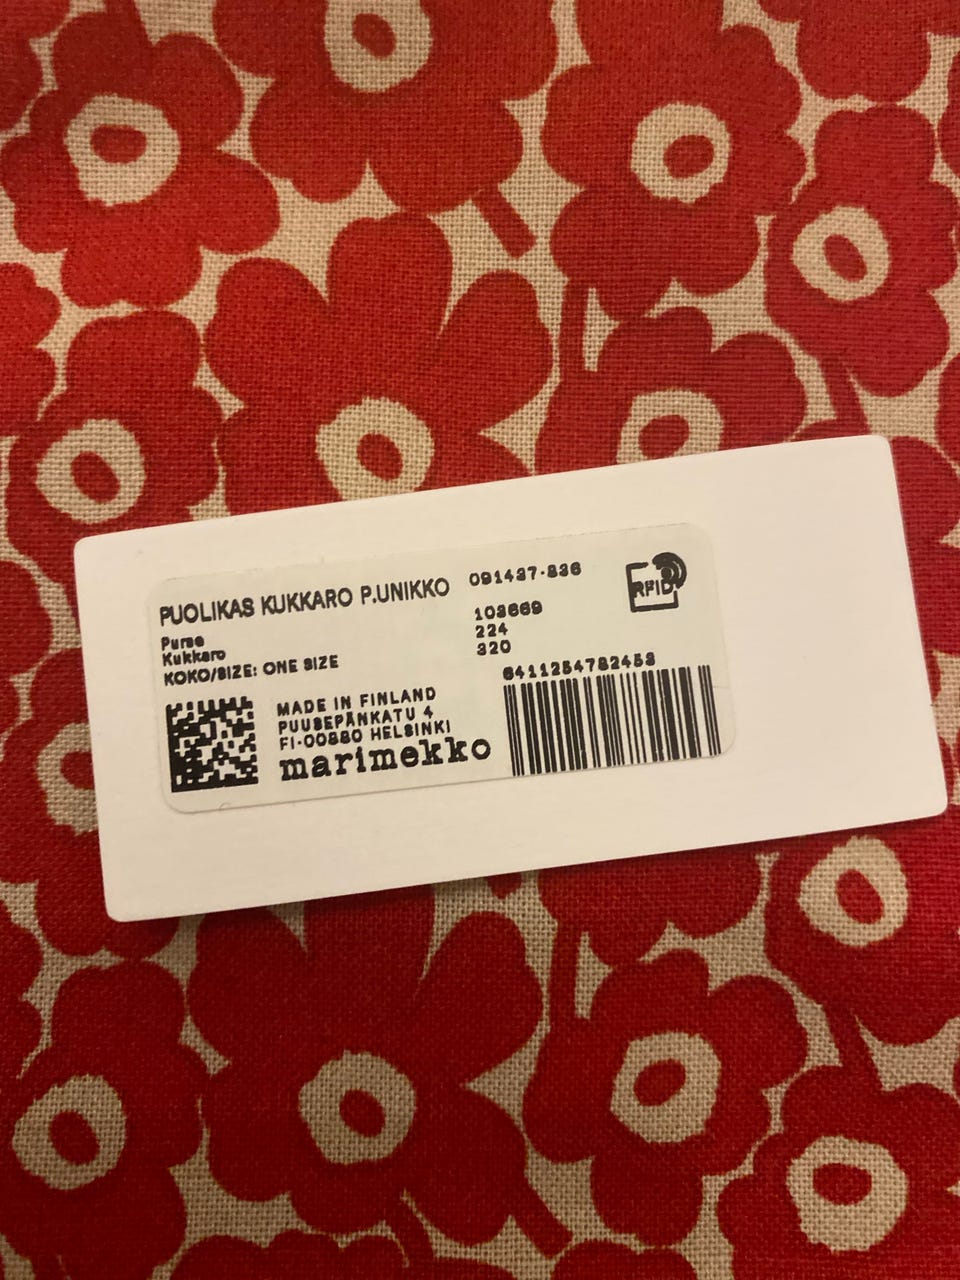 PUOLIKAS KUKKARO P.UNIKKO 091437-836
Purse
Kukkaro
KOKO/SIZE: ONE SIZE
103669
224
320
RFID
6411254782453
MADE IN FINLAND
PUUSEPÄNKATU 4
FI-00880 HELSINKI
marimekko